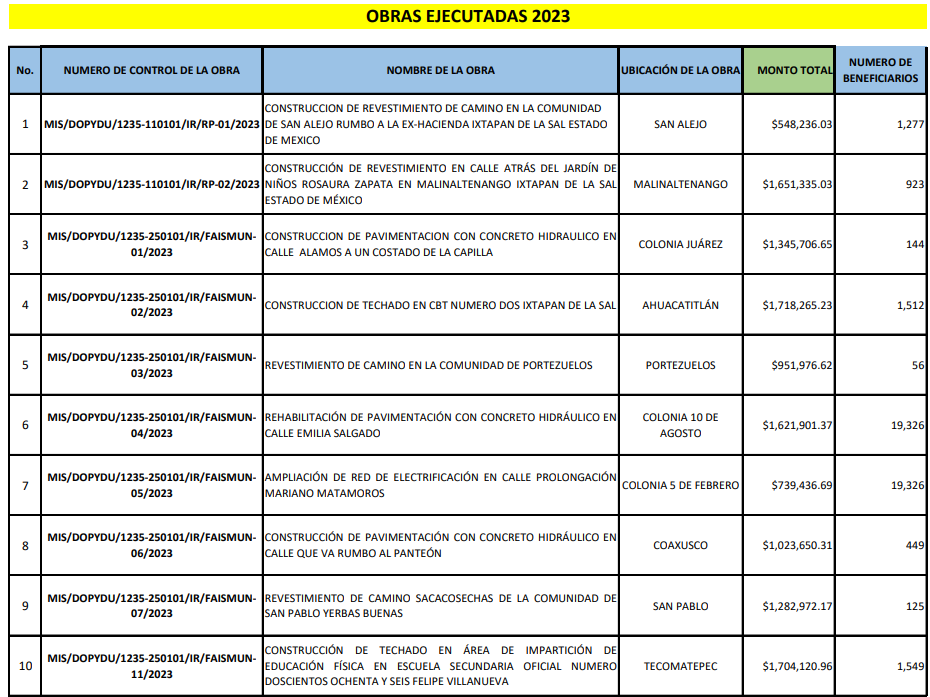 OBRAS EJECUTADAS 2023
No. NUMERO DE CONTROL DE LA OBRA NOMBRE DE LA OBRA UBICACIÓN DE LA OBRA MONTO TOTAL NUMERO DE
BENEFICIARIOS
1 MIS/DOPYDU/1235-110101/IR/RP-01/2023 CONSTRUCCION DE REVESTIMIENTO DE CAMINO EN LA COMUNIDAD
DE SAN ALEJO RUMBO A LA EX-HACIENDA IXTAPAN DE LA SAL ESTADO
DE MEXICO
SAN ALEJO $548,236.03 1,277
2 MIS/DOPYDU/1235-110101/IR/RP-02/2023 CONSTRUCCIÓN DE REVESTIMIENTO EN CALLE ATRÁS DEL JARDÍN DE
NIÑOS ROSAURA ZAPATA EN MALINALTENANGO IXTAPAN DE LA SAL
ESTADO DE MÉXICO
MALINALTENANGO $1,651,335.03 923
3 MIS/DOPYDU/1235-250101/IR/FAISMUN-
01/2023
CONSTRUCCION DE PAVIMENTACION CON CONCRETO HIDRAULICO EN
CALLE ALAMOS A UN COSTADO DE LA CAPILLA
COLONIA JUÁREZ $1,345,706.65 144
4 MIS/DOPYDU/1235-250101/IR/FAISMUN-
02/2023
CONSTRUCCION DE TECHADO EN CBT NUMERO DOS IXTAPAN DE LA SAL
AHUACATITLÁN $1,718,265.23 1,512
5 MIS/DOPYDU/1235-250101/IR/FAISMUN-
03/2023
REVESTIMIENTO DE CAMINO EN LA COMUNIDAD DE PORTEZUELOS
PORTEZUELOS $951,976.62 56
6 MIS/DOPYDU/1235-250101/IR/FAISMUN-
04/2023
REHABILITACIÓN DE PAVIMENTACIÓN CON CONCRETO HIDRÁULICO EN
CALLE EMILIA SALGADO
COLONIA 10 DE
AGOSTO
$1,621,901.37 19,326
7 MIS/DOPYDU/1235-250101/IR/FAISMUN-
05/2023
AMPLIACIÓN DE RED DE ELECTRIFICACIÓN EN CALLE PROLONGACIÓN
MARIANO MATAMOROS
COLONIA 5 DE FEBRERO $739,436.69 19,326
8 MIS/DOPYDU/1235-250101/IR/FAISMUN-
06/2023
CONSTRUCCIÓN DE PAVIMENTACIÓN CON CONCRETO HIDRÁULICO EN
CALLE QUE VA RUMBO AL PANTEÓN
COAXUSCO $1,023,650.31 449
9 MIS/DOPYDU/1235-250101/IR/FAISMUN-
07/2023
REVESTIMIENTO DE CAMINO SACACOSECHAS DE LA COMUNIDAD DE
SAN PABLO YERBAS BUENAS
SAN PABLO $1,282,972.17 125
10 MIS/DOPYDU/1235-250101/IR/FAISMUN-
11/2023
CONSTRUCCIÓN DE TECHADO EN ÁREA DE IMPARTICIÓN DE
EDUCACIÓN FÍSICA EN ESCUELA SECUNDARIA OFICIAL NUMERO
DOSCIENTOS OCHENTA Y SEIS FELIPE VILLANUEVA
TECOMATEPEC $1,704,120.96 1,549